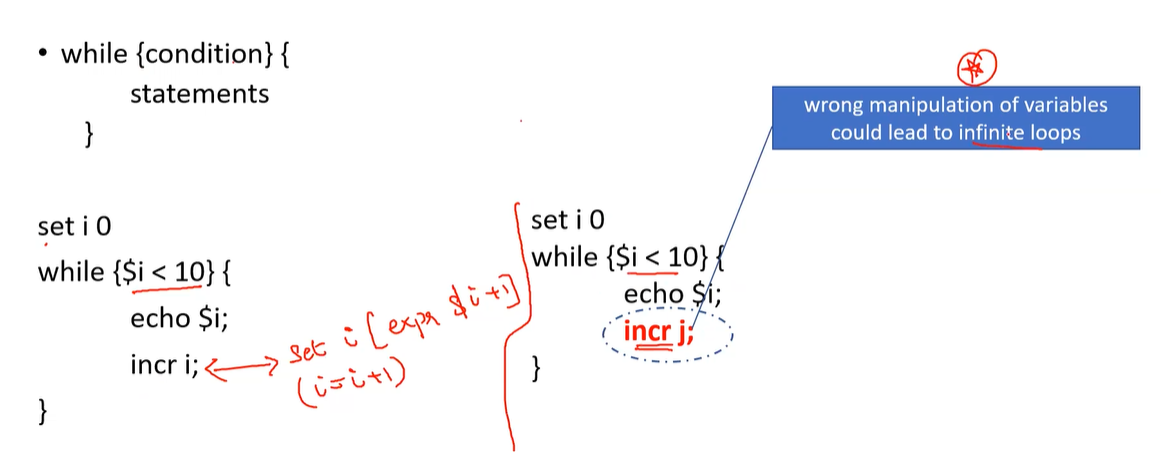 • while {condition} {
statements
}
wrong manipulation of variables
could lead to infinite loops
set i 0
while {$i < 10} {
echo $i;
incr i;
}
set i [expr $i+1]
(i=i+1)
set i 0
while {$i < 10} {
echo $i;
incr j;
}